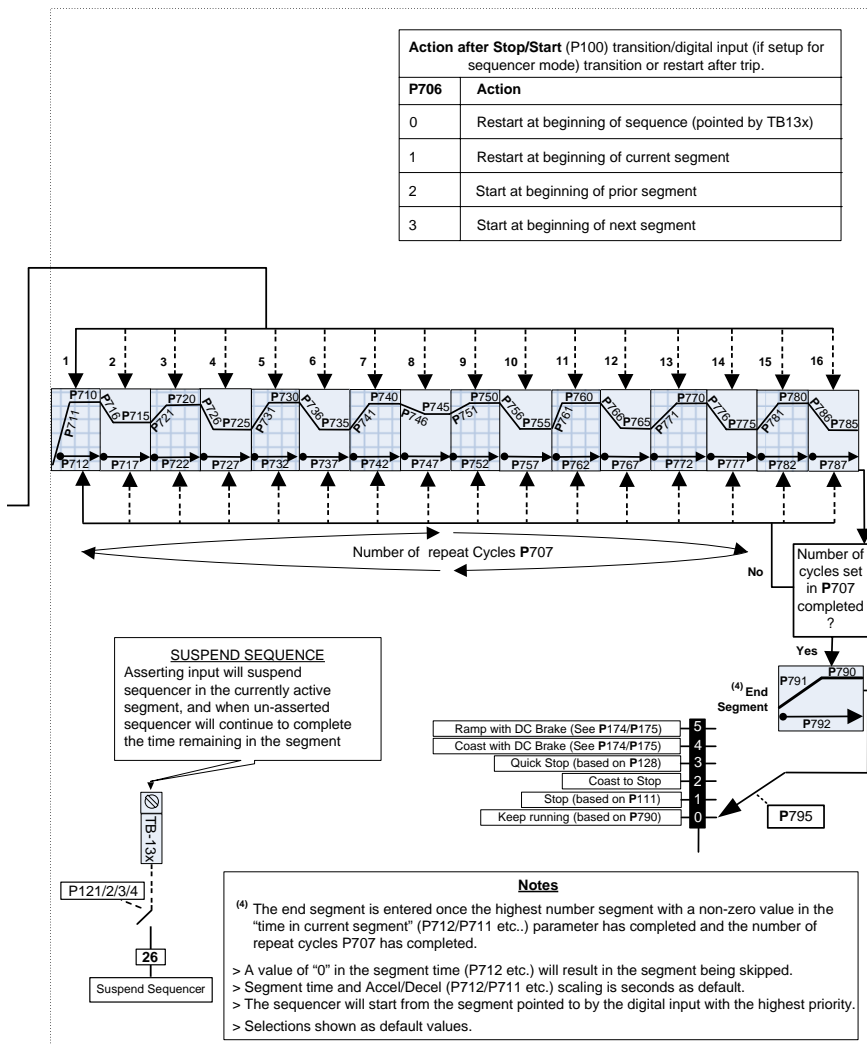 Action after Stop/Start (P100) transition/digital input (if setup for
sequencer mode) transition or restart after trip.
P706 Action
0 Restart at beginning of sequence (pointed by TB13x)
1 Restart at beginning of current segment
2 Start at beginning of prior segment
3 Start at beginning of next segment
1 2 3 4 5 6 7 8 9 10 11 12 13 14 15 16
P710 P711 P712
P715 P716 P717
P720 P721 P722
P725 P726 P727
P730 P731 P732
P735 P736 P737
P740 P741 P742
P745 P746 P747
P750 P751 P752
P755 P756 P757
P760 P761 P762
P765 P766 P767
P770 P771 P772
P775 P776 P777
P780 P781 P782
P785 P786 P787
Number of repeat Cycles P707
No
Number of
cycles set
in P707
completed
?
Yes
(4) End
Segment
P790
P791
P792
SUSPEND SEQUENCE
Asserting input will suspend
sequencer in the currently active
segment, and when un-asserted
sequencer will continue to complete
the time remaining in the segment
TB-13x
P121/2/3/4
26
Suspend Sequencer
Ramp with DC Brake (See P174/P175) 5
Coast with DC Brake (See P174/P175) 4
Quick Stop (based on P128) 3
Coast to Stop 2
Stop (based on P111) 1
Keep running (based on P790) 0
P795
Notes
(4) The end segment is entered once the highest number segment with a non-zero value in the
“time in current segment” (P712/P711 etc..) parameter has completed and the number of
repeat cycles P707 has completed.
> A value of “0” in the segment time (P712 etc.) will result in the segment being skipped.
> Segment time and Accel/Decel (P712/P711 etc.) scaling is seconds as default.
> The sequencer will start from the segment pointed to by the digital input with the highest priority.
> Selections shown as default values.